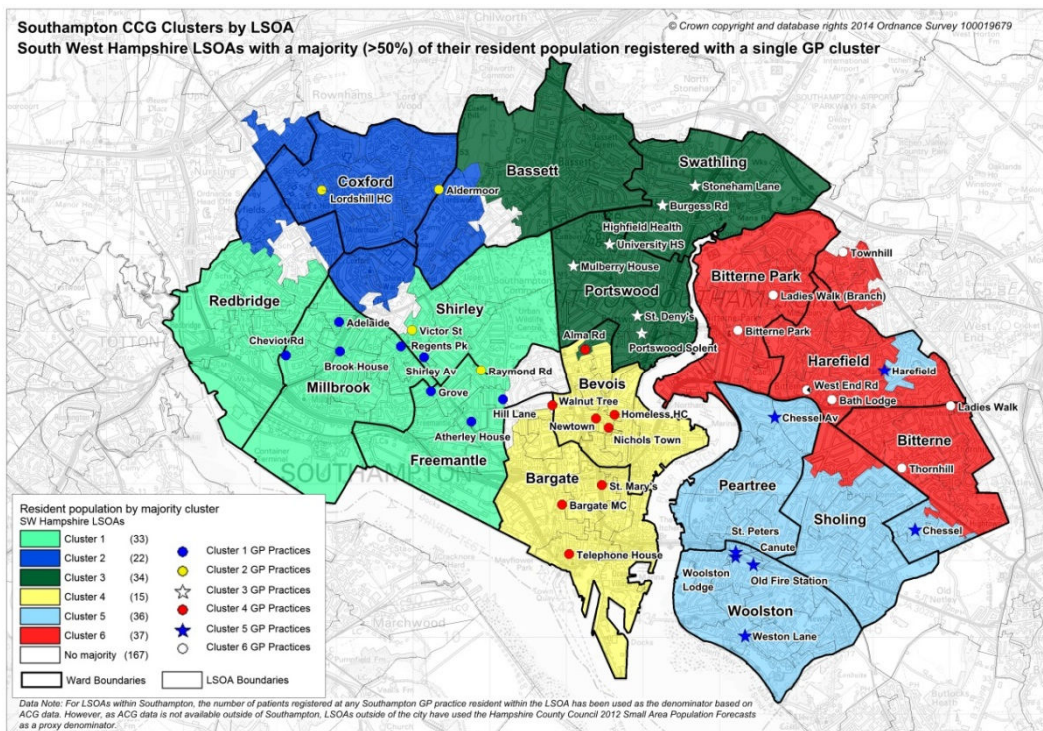 Southampton CCG Clusters by LSOA
© Crown copyright and database rights 2014 Ordnance Survey 100019679
South West Hampshire LSOAs with a majority (>50%) of their resident population registered with a single GP cluster
Rownhams
Bassett
Swathling
Coxford
Lordshill HC
Aldermoor
Stoneham Lane
Burgess Rd
Highfield Health
University HS
Mulberry House
Portswood
St. Deny's
Portswood Solent
Bitterne Park
Townhill
Ladies Walk (Branch)
Bitterne Park
Redbridge
Shirley
Adelaide
Victor St
Cheviot Rd
Regents Pk
Brook House
Shirley Av
Raymond Rd
Millbrook
Grove
Hill Lane
Atherley House
Freemantle
Alma Rd
Bevois
Walnut Tree
Homeless HC
Newtown
Nichols Town
Harefield
Harefield
West End Rd
Bath Lodge
Ladies Walk
Chessel Av
Bitterne
Thornhill
SOUTHAMPTON
Bargate
St. Mary's
Bargate MC
Telephone House
Peartree
Sholing
Chessel
St. Peters
Canute
Woolston
Lodge
Old Fire Station
Woolston
Weston Lane
Marchwood
Resident population by majority cluster
SW Hampshire LSOAs
Cluster 1 (33)
Cluster 2 (22)
Cluster 3 (34)
Cluster 4 (15)
Cluster 5 (36)
Cluster 6 (37)
No majority (167)
Cluster 1 GP Practices
Cluster 2 GP Practices
Cluster 3 GP Practices
Cluster 4 GP Practices
Cluster 5 GP Practices
Cluster 6 GP Practices
Ward Boundaries
LSOA Boundaries
Data Note: For LSOAs within Southampton, the number of patients registered at any Southampton GP practice resident within the LSOA has been used as the denominator based on
ACG data. However, as ACG data is not available outside of Southampton, LSOAs outside of the city have used the Hampshire County Council 2012 Small Area Population Forecasts
as a proxy denominator.